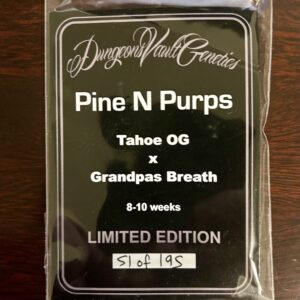 Dungeons Vault Genetics
Pine N Purps
Tahoe OG
x
Grandpas Breath
8-10 weeks
LIMITED EDITION
51 of 195